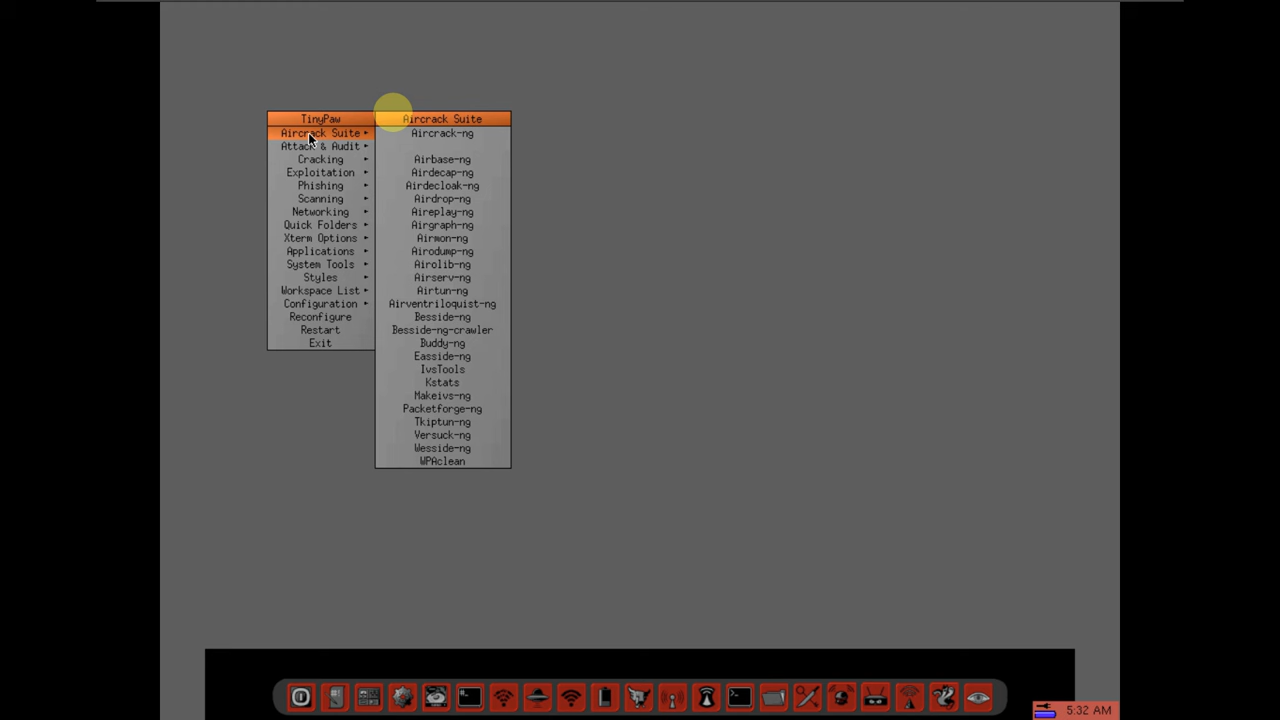 TinyPaw
Aircrack Suite
Attack & Audit
Cracking
Exploitation
Phishing
Scanning
Networking
Quick Folders
Xterm Options
Applications
System Tools
Styles
Workspace List
Configuration
Reconfigure
Restart
Exit
Aircrack Suite
Aircrack-ng
Airbase-ng
Airdecap-ng
Airdecloak-ng
Airdrop-ng
Aireplay-ng
Airgraph-ng
Airmon-ng
Airodump-ng
Airolib-ng
Airserv-ng
Airtun-ng
Airventriloquist-ng
Besside-ng
Besside-ng-crawler
Buddy-ng
Easside-ng
IvsTools
Kstats
Makeivs-ng
Packetforge-ng
Tkiptun-ng
Versuck-ng
Wesside-ng
WPAclean
5:32 AM